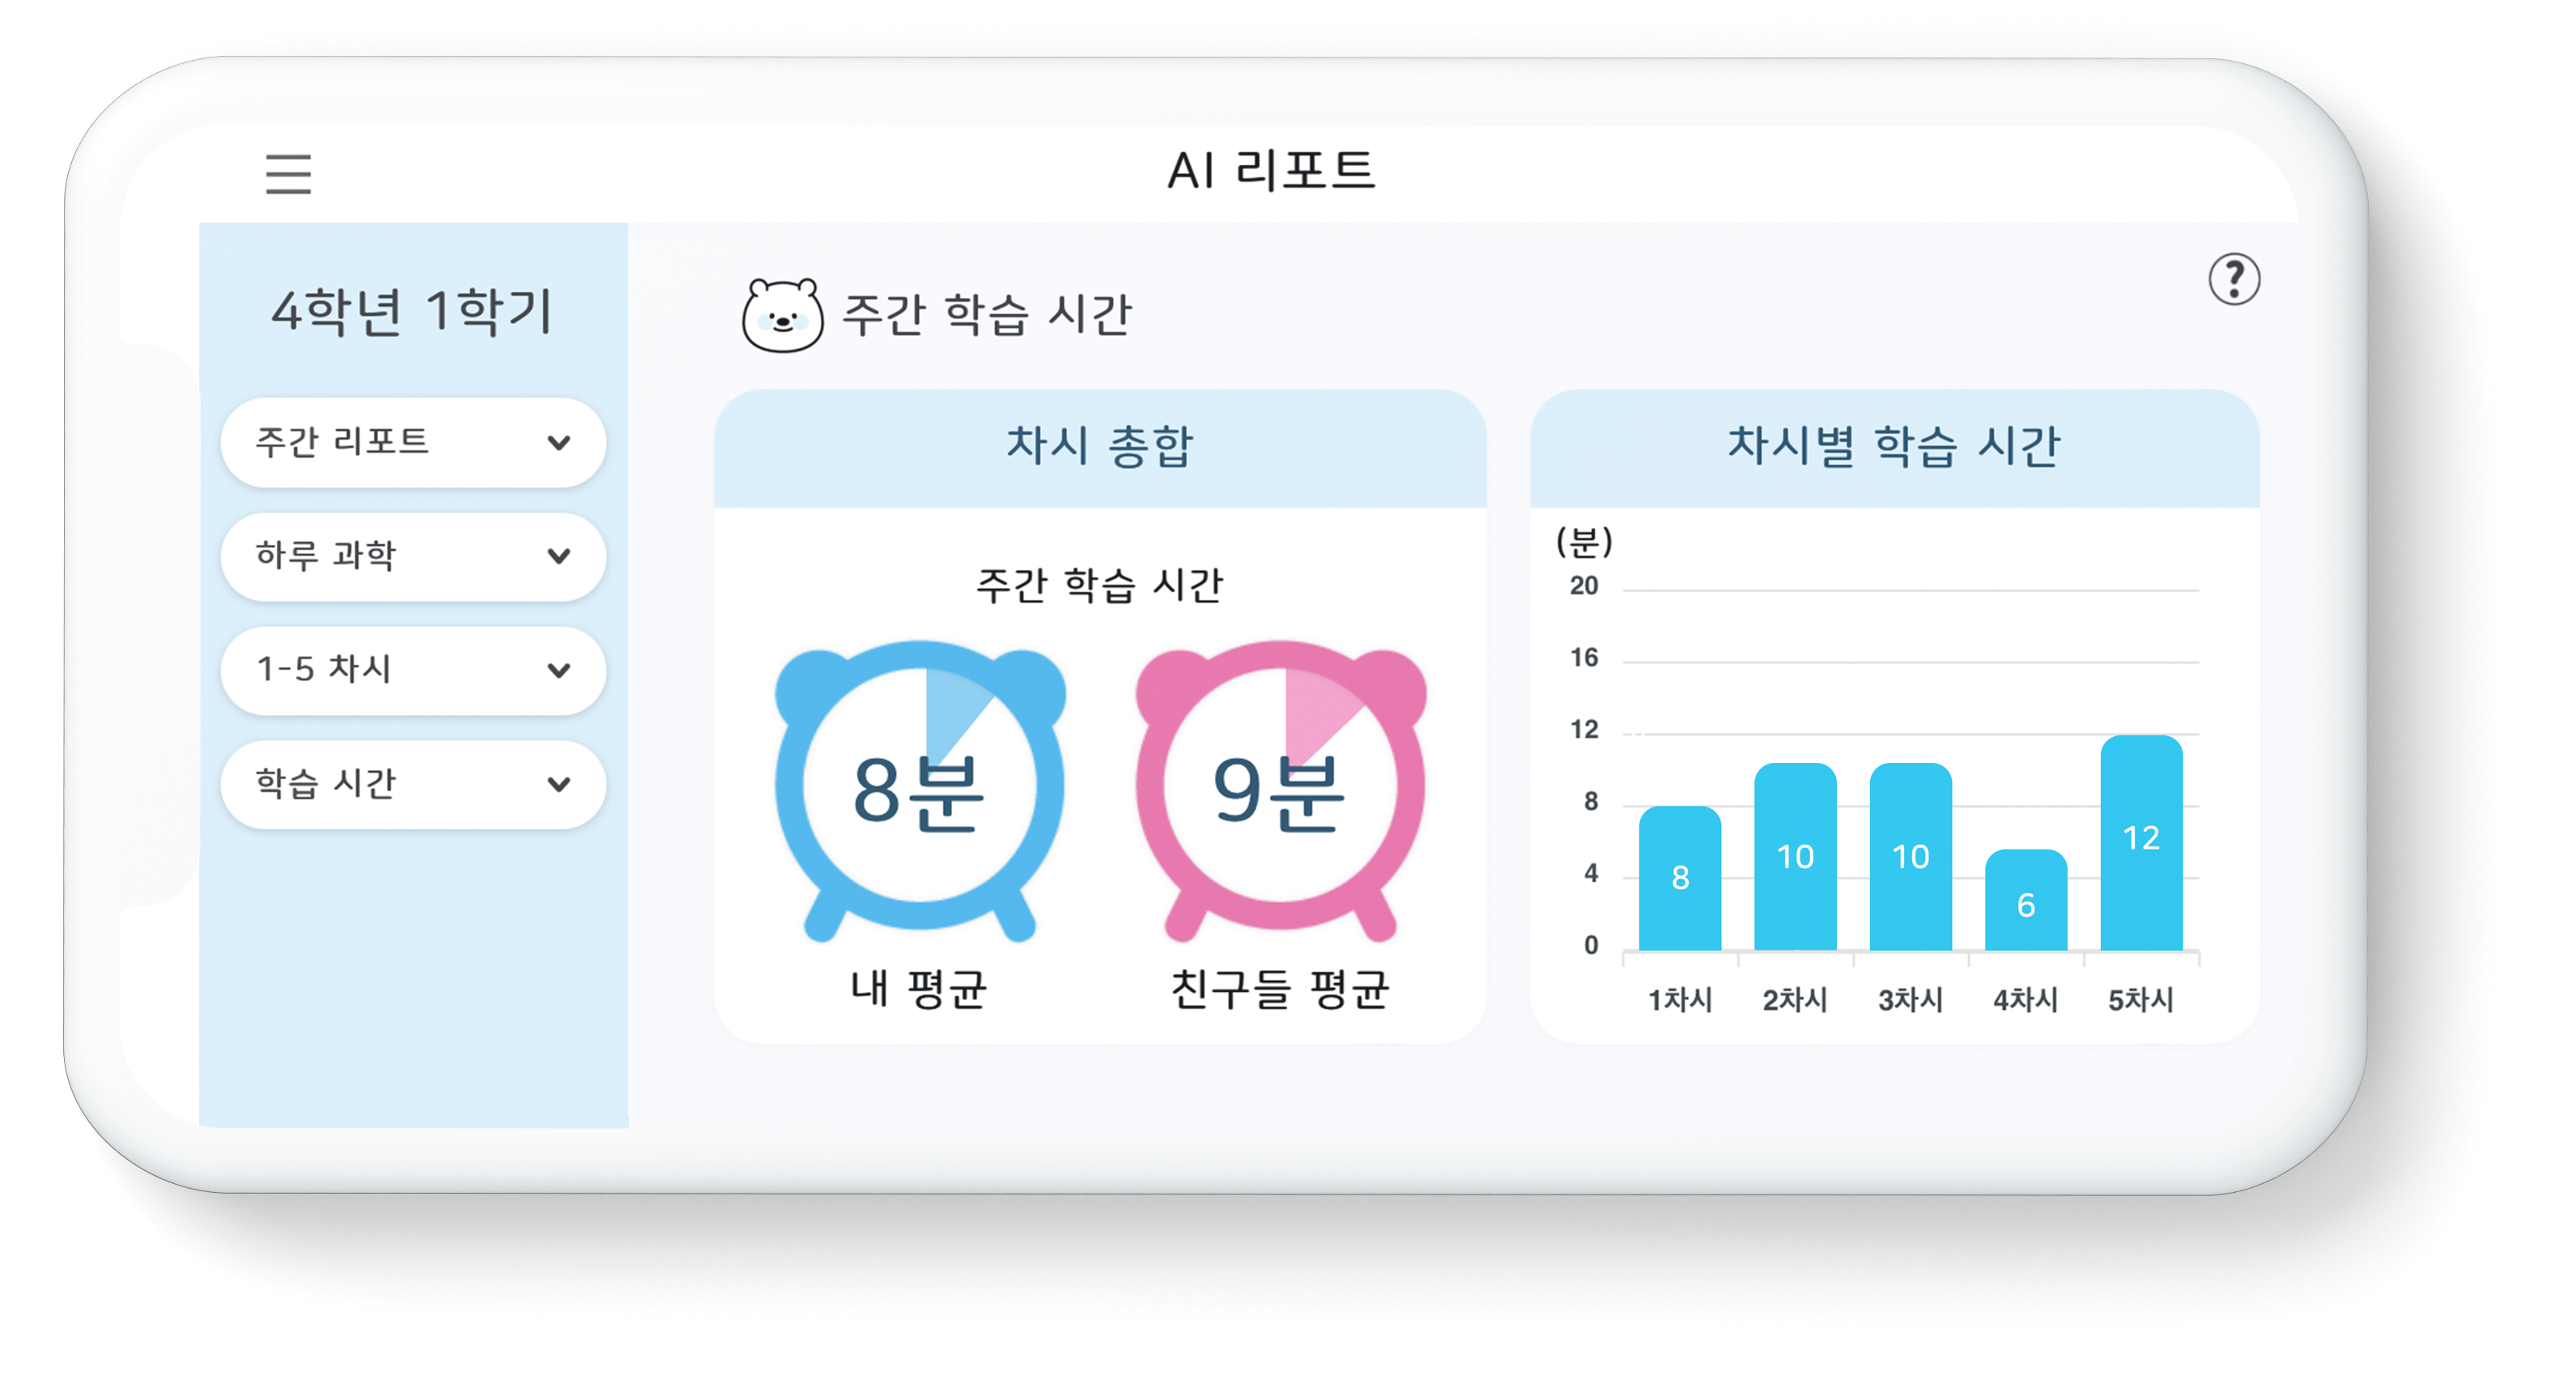 AI 리포트
4학년 1학기
주간 리포트
하루 과학
1-5 차시
학습 시간
주간 학습 시간
?
차시 총합
주간 학습 시간
8분
9분
내 평균
친구들 평균
차시별 학습 시간
(분)
20
16
12
8
4
0
8
10
10
6
12
1차시
2차시
3차시
4차시
5차시